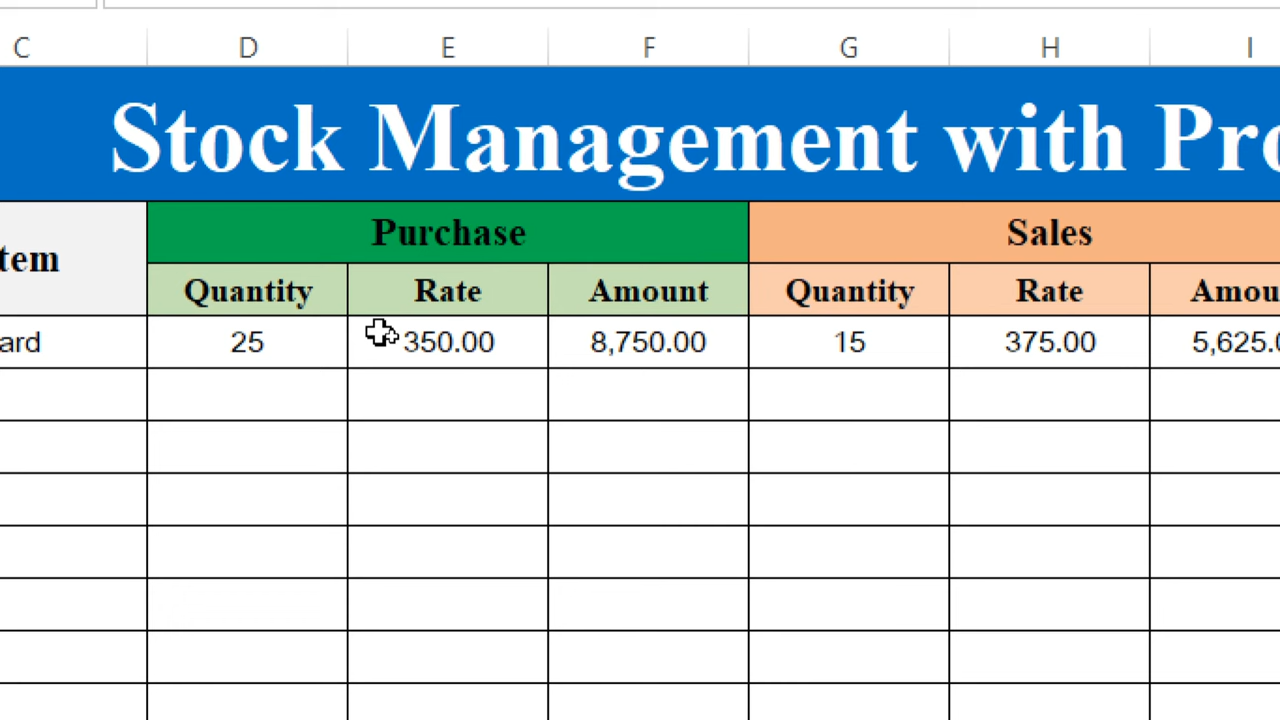 C D E F G H I
Stock Management with Pro
tem Purchase Sales
Quantity Rate Amount Quantity Rate Amou
ard 25 350.00 8,750.00 15 375.00 5,625.0